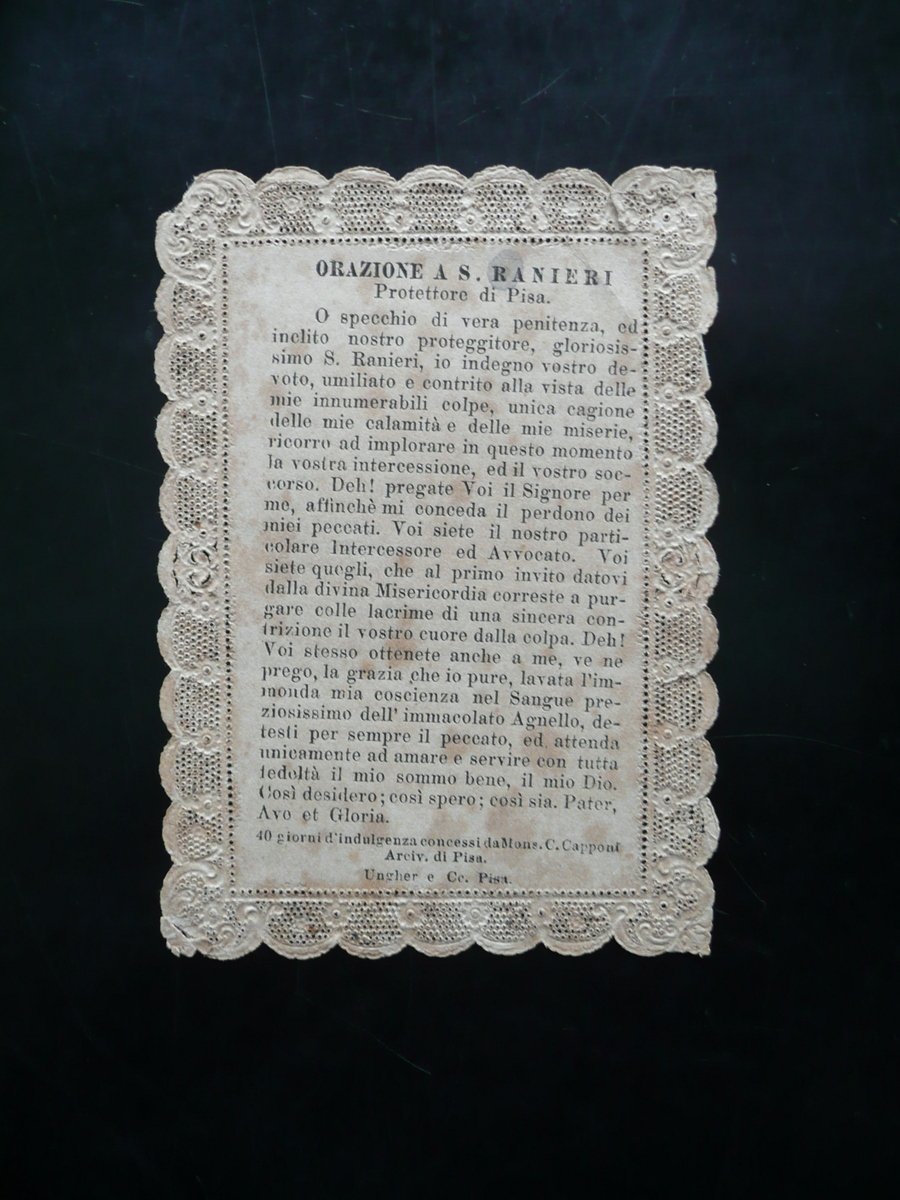 ORAZIONE A S. RANIERI
Protettore di Pisa.
O specchio di vera penitenza, ed
inclito nostro proteggitore, gloriosis-
simo S. Ranieri, io indegno vostro de-
voto, umiliato e contrito alla vista delle
mie innumerabili colpe, unica cagione
delle mie calamità e delle mie miserie,
ricorro ad implorare in questo momento
la vostra intercessione, ed il vostro soc-
corso. Deh! pregate Voi il Signore per
me, affinchè mi conceda il perdono dei
miei peccati. Voi siete il nostro parti-
colare Intercessore ed Avvocato. Voi
siete quegli, che al primo invito datovi
dalla divina Misericordia correste a pur-
gare colle lacrime di una sincera con-
trizione il vostro cuore dalla colpa. Deh!
Voi stesso ottenete anche a me, ve ne
prego, la grazia che io pure, lavata l'im-
monda mia coscienza nel Sangue pre-
ziosissimo dell' immacolato Agnello, de-
testi per sempre il peccato, ed attenda
unicamente ad amare e servire con tutta
fedeltà il mio sommo bene, il mio Dio.
Così desidero; così spero; così sia. Pater,
Ave et Gloria.
40 giorni d'indulgenza concessi da Mons. C. Capponi
Arciv. di Pisa.
Ungher e Cc. Pisa.